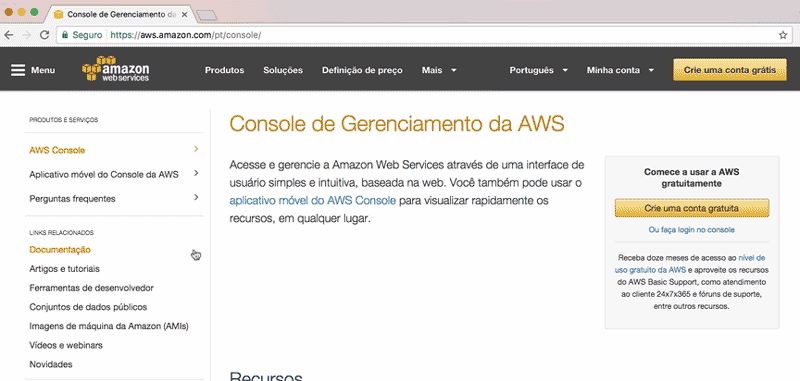 Console de Gerenciamento da
Seguro https://aws.amazon.com/pt/console/
Menu amazon Produtos Soluções Definição de preço Mais Português Minha conta Crie uma conta grátis
web services
PRODUTOS E SERVIÇOS
AWS Console
Aplicativo móvel do Console da AWS
Perguntas frequentes
LINKS RELACIONADOS
Documentação
Artigos e tutoriais
Ferramentas de desenvolvedor
Conjuntos de dados públicos
Imagens de máquina da Amazon (AMIs)
Vídeos e webinars
Novidades
Console de Gerenciamento da AWS
Acesse e gerencie a Amazon Web Services através de uma interface de
usuário simples e intuitiva, baseada na web. Você também pode usar o
aplicativo móvel do AWS Console para visualizar rapidamente os
recursos, em qualquer lugar.
Comece a usar a AWS
gratuitamente
Crie uma conta gratuita
Ou faça login no console
Receba doze meses de acesso ao nível de
uso gratuito da AWS e aproveite os recursos
do AWS Basic Support, como atendimento
ao cliente 24x7x365 e fóruns de suporte,
entre outros recursos.
Recursos